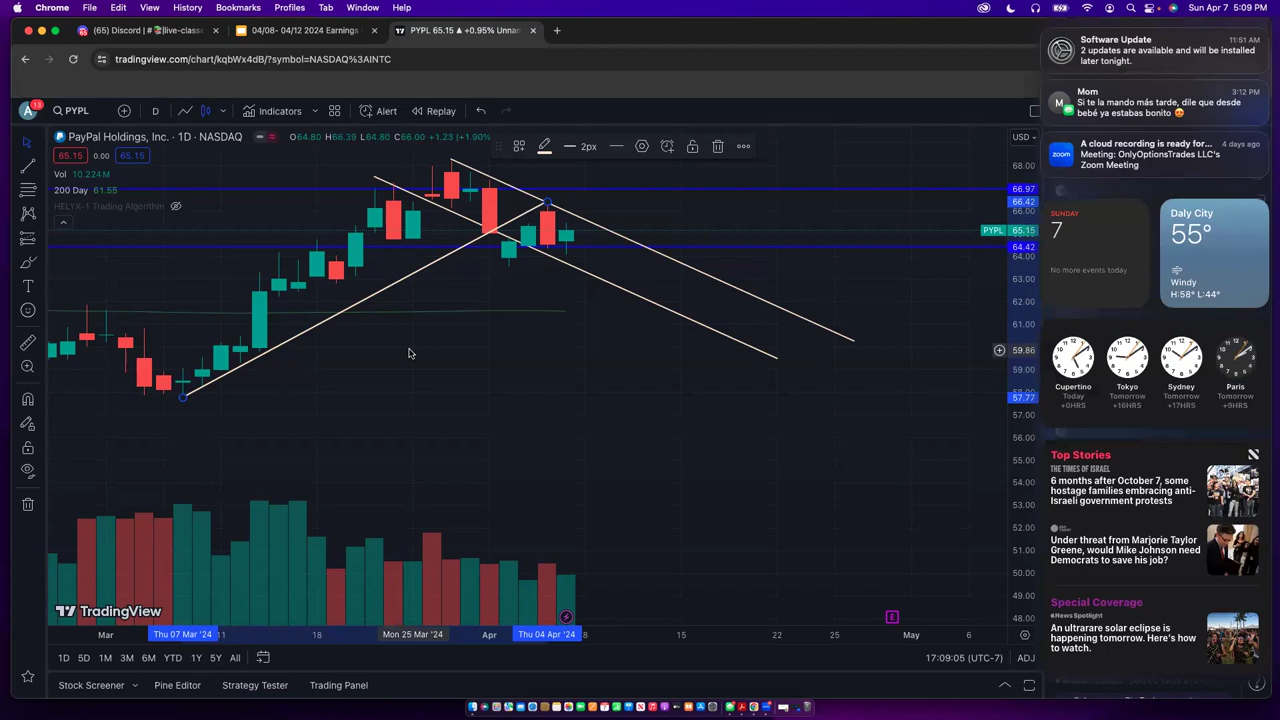 Chrome File Edit View History Bookmarks Profiles Tab Window Help
Sun Apr 7 5:09 PM
(65) Discord | # |live-classe
04/08- 04/12 2024 Earnings
PYPL 65.15 ▲ +0.95% Unnam
tradingview.com/chart/kqbWx4dB/?symbol=NASDAQ%3AINTC
A 13 PYPL D Indicators Alert Replay
PayPal Holdings, Inc. · 1D · NASDAQ O64.80 H66.39 L64.80 C66.00 +1.23 (+1.90%
2px
USD
65.15 0.00 65.15
Vol 10.224M
200 Day 61.55
HELYX-1 Trading Algorithm
68.00
66.97
66.42
66.00
PYPL 65.15
64.42
64.00
63.00
62.00
61.00
59.86
59.00
57.77
57.00
56.00
55.00
54.00
53.00
52.00
51.00
50.00
49.00
48.00
TradingView
E
Mar Thu 07 Mar '24 11 18 Mon 25 Mar '24 Apr Thu 04 Apr '24 8 15 22 25 May 6
1D 5D 1M 3M 6M YTD 1Y 5Y All
17:09:05 (UTC-7) ADJ
Stock Screener Pine Editor Strategy Tester Trading Panel
Software Update 11:51 AM
2 updates are available and will be installed
later tonight.
M
Mom 3:12 PM
Si te la mando más tarde, dile que desde
bebé ya estabas bonito 😍
zoom
A cloud recording is ready for... 4 days ago
Meeting: OnlyOptionsTrades LLC's
Zoom Meeting
SUNDAY
7
No more events today
Daly City
55°
Windy
H:58° L:44°
Cupertino Tokyo Sydney Paris
Today Tomorrow Tomorrow Tomorrow
+0HRS +16HRS +17HRS +9HRS
Top Stories
THE TIMES OF ISRAEL
6 months after October 7, some
hostage families embracing anti-
Israeli government protests
Under threat from Marjorie Taylor
Greene, would Mike Johnson need
Democrats to save his job?
Special Coverage
News Spotlight
An ultrarare solar eclipse is
happening tomorrow. Here's how
to watch.